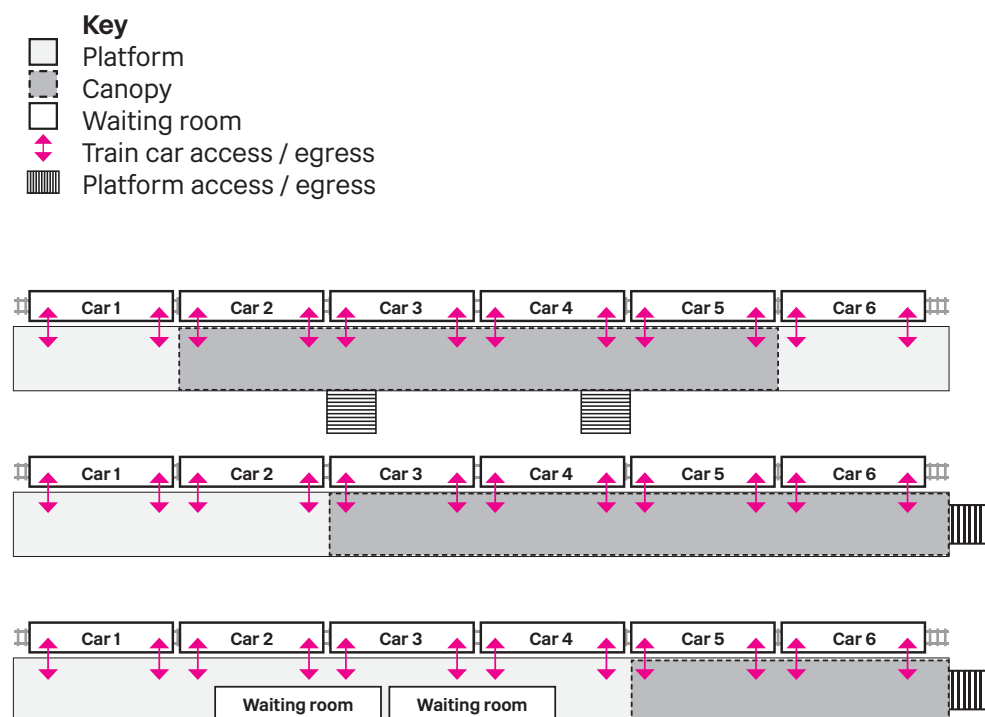 Key
Platform
Canopy
Waiting room
Train car access / egress
Platform access / egress
Car 1 Car 2 Car 3 Car 4 Car 5 Car 6
Car 1 Car 2 Car 3 Car 4 Car 5 Car 6
Car 1 Car 2 Car 3 Car 4 Car 5 Car 6
Waiting room Waiting room